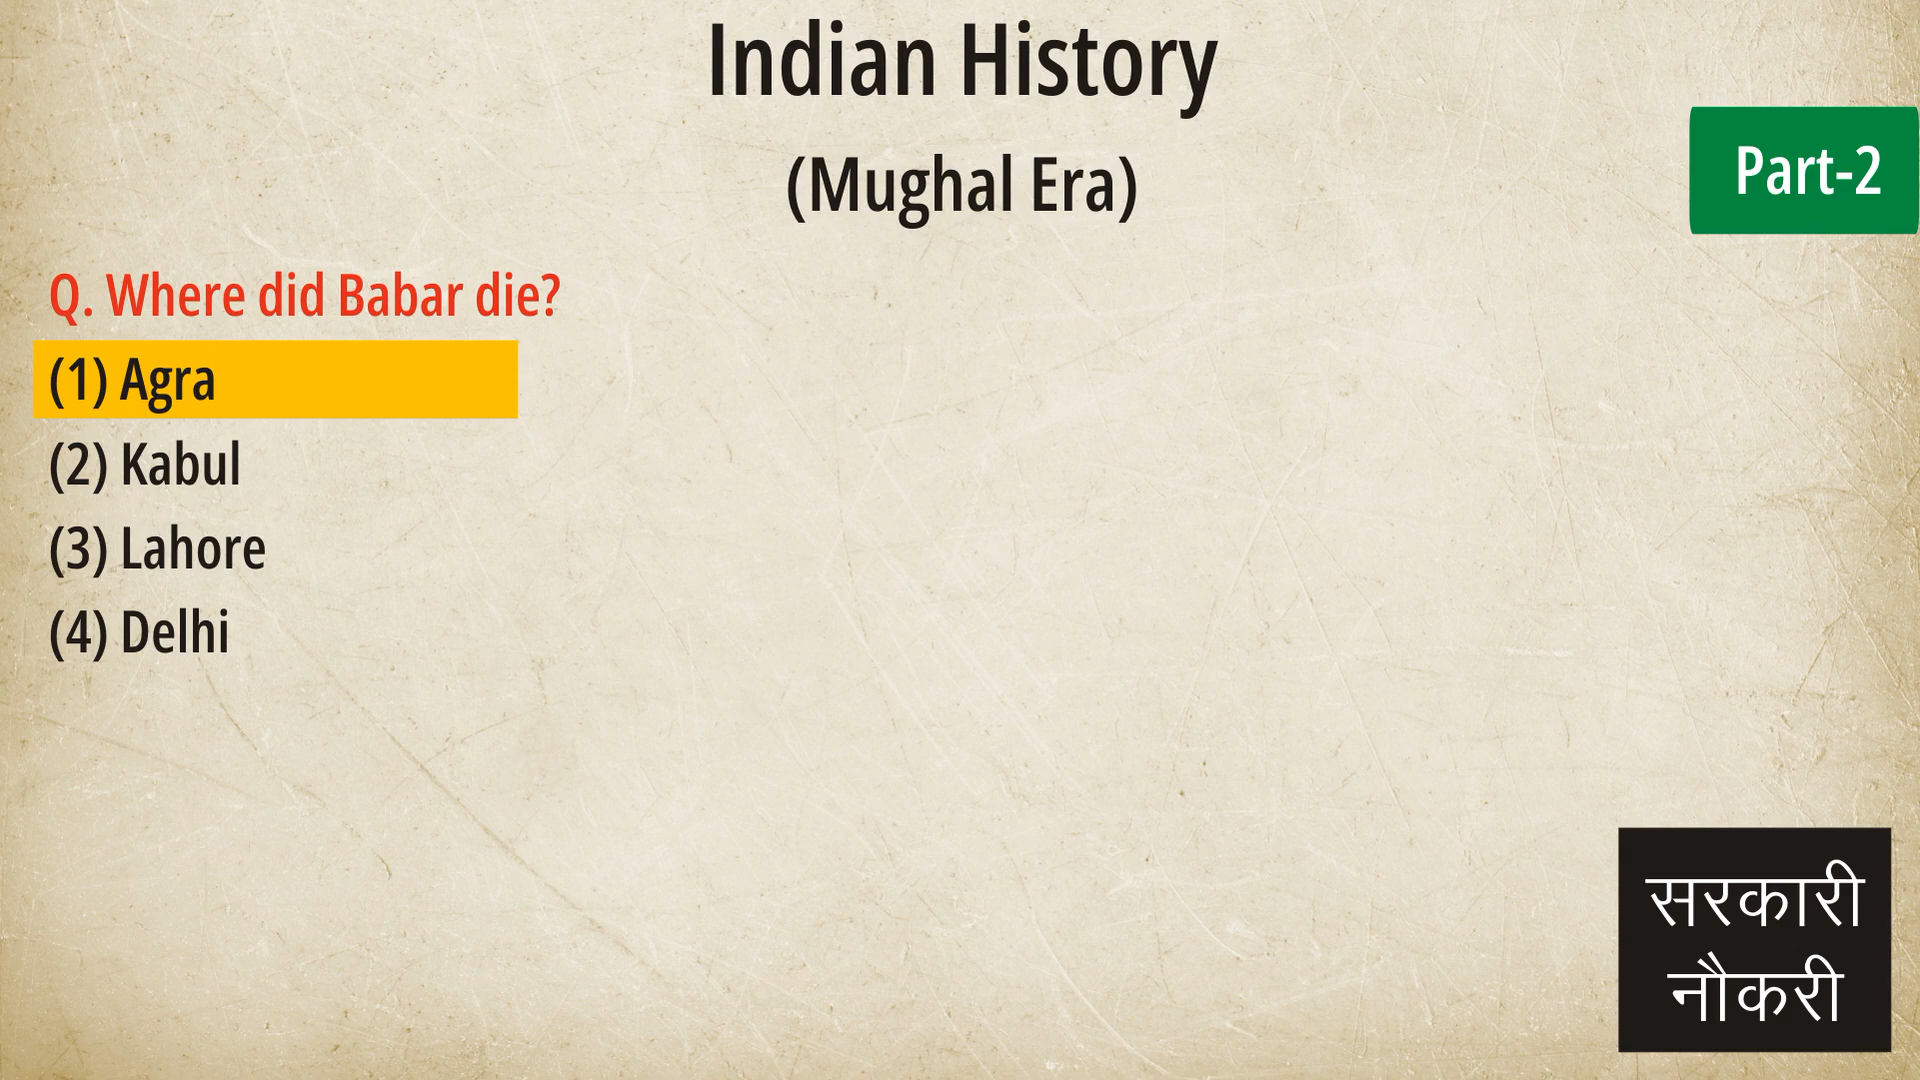 Indian History
(Mughal Era)
Part-2
Q. Where did Babar die?
(1) Agra
(2) Kabul
(3) Lahore
(4) Delhi
सरकारी
नौकरी